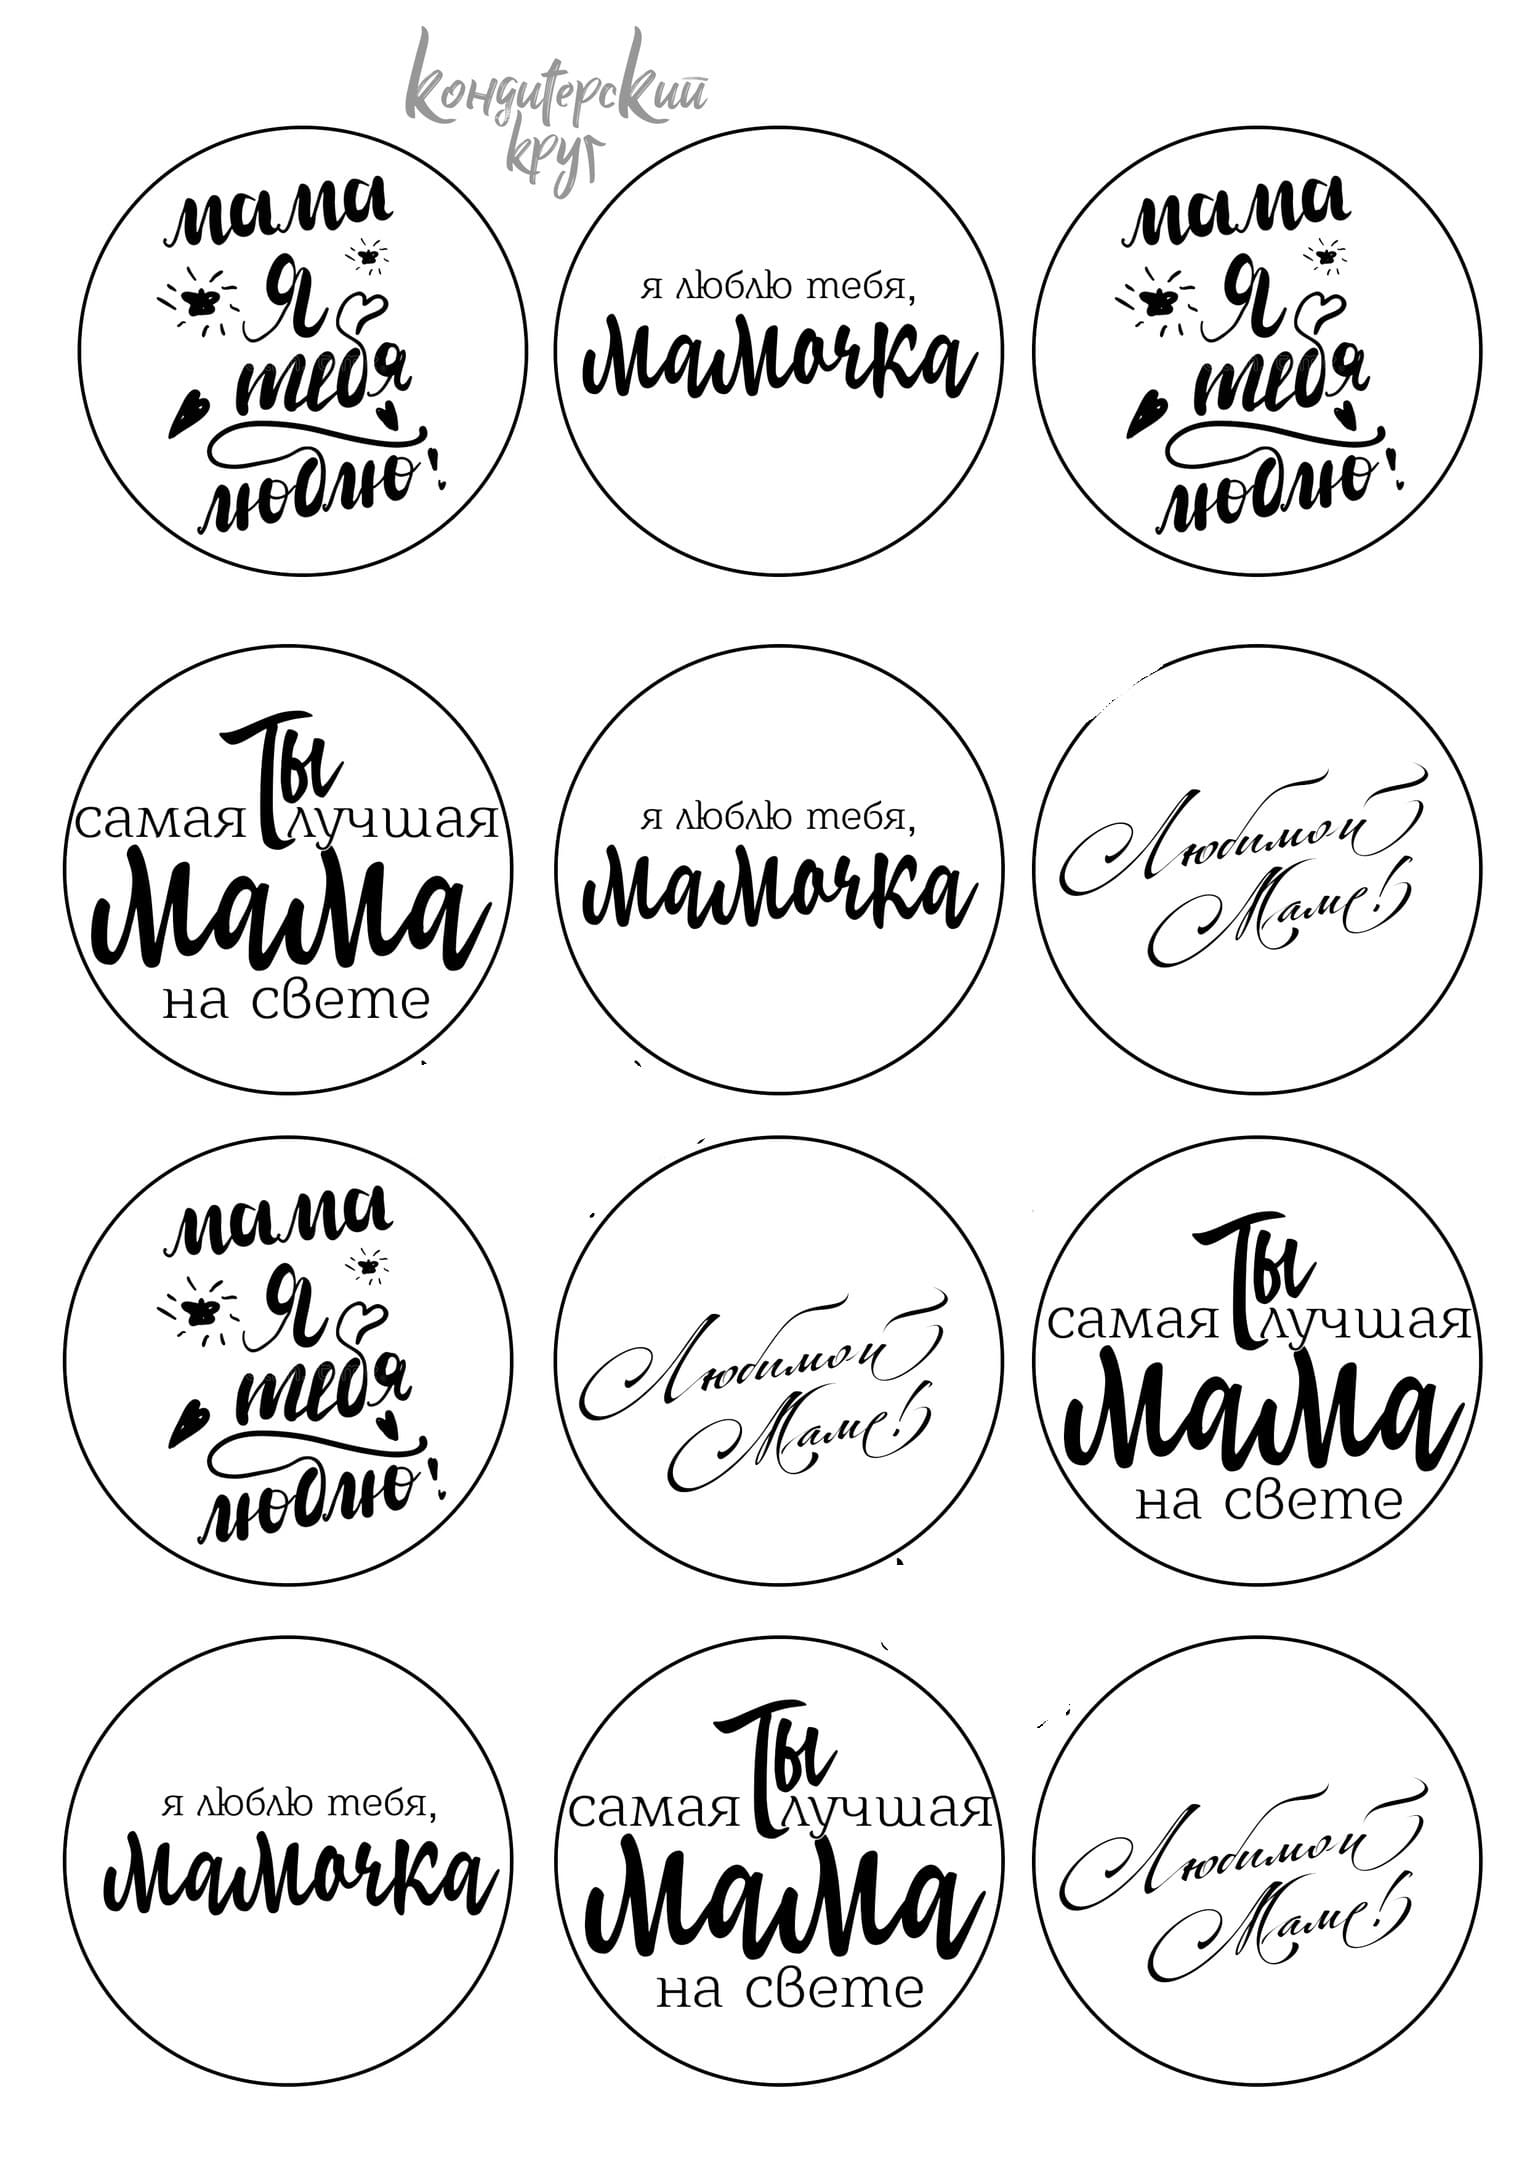 Кондитерский
круг
мама
я
тебя
люблю!
я люблю тебя,
мамочка
мама
я
тебя
люблю!
Ты
самая лучшая
мама
на свете
я люблю тебя,
мамочка
Любимой
Маме!
мама
я
тебя
люблю!
Любимой
Маме!
Ты
самая лучшая
мама
на свете
я люблю тебя,
мамочка
Ты
самая лучшая
мама
на свете
Любимой
Маме!